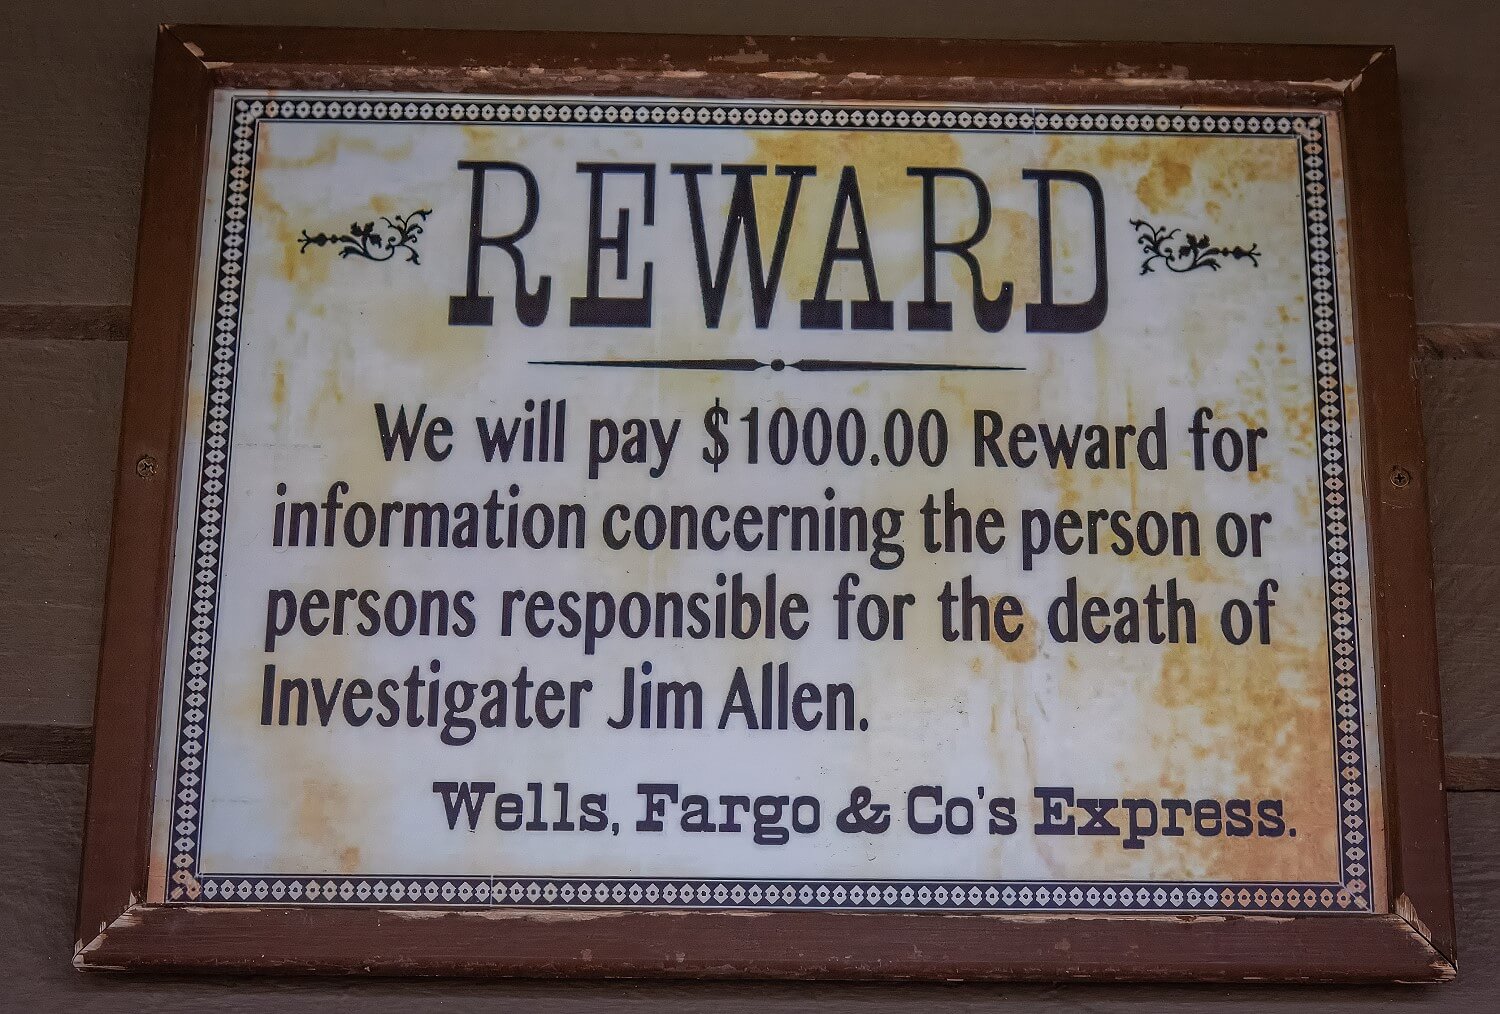 REWARD
We will pay $1000.00 Reward for
information concerning the person or
persons responsible for the death of
Investigater Jim Allen.
Wells, Fargo & Co's Express.